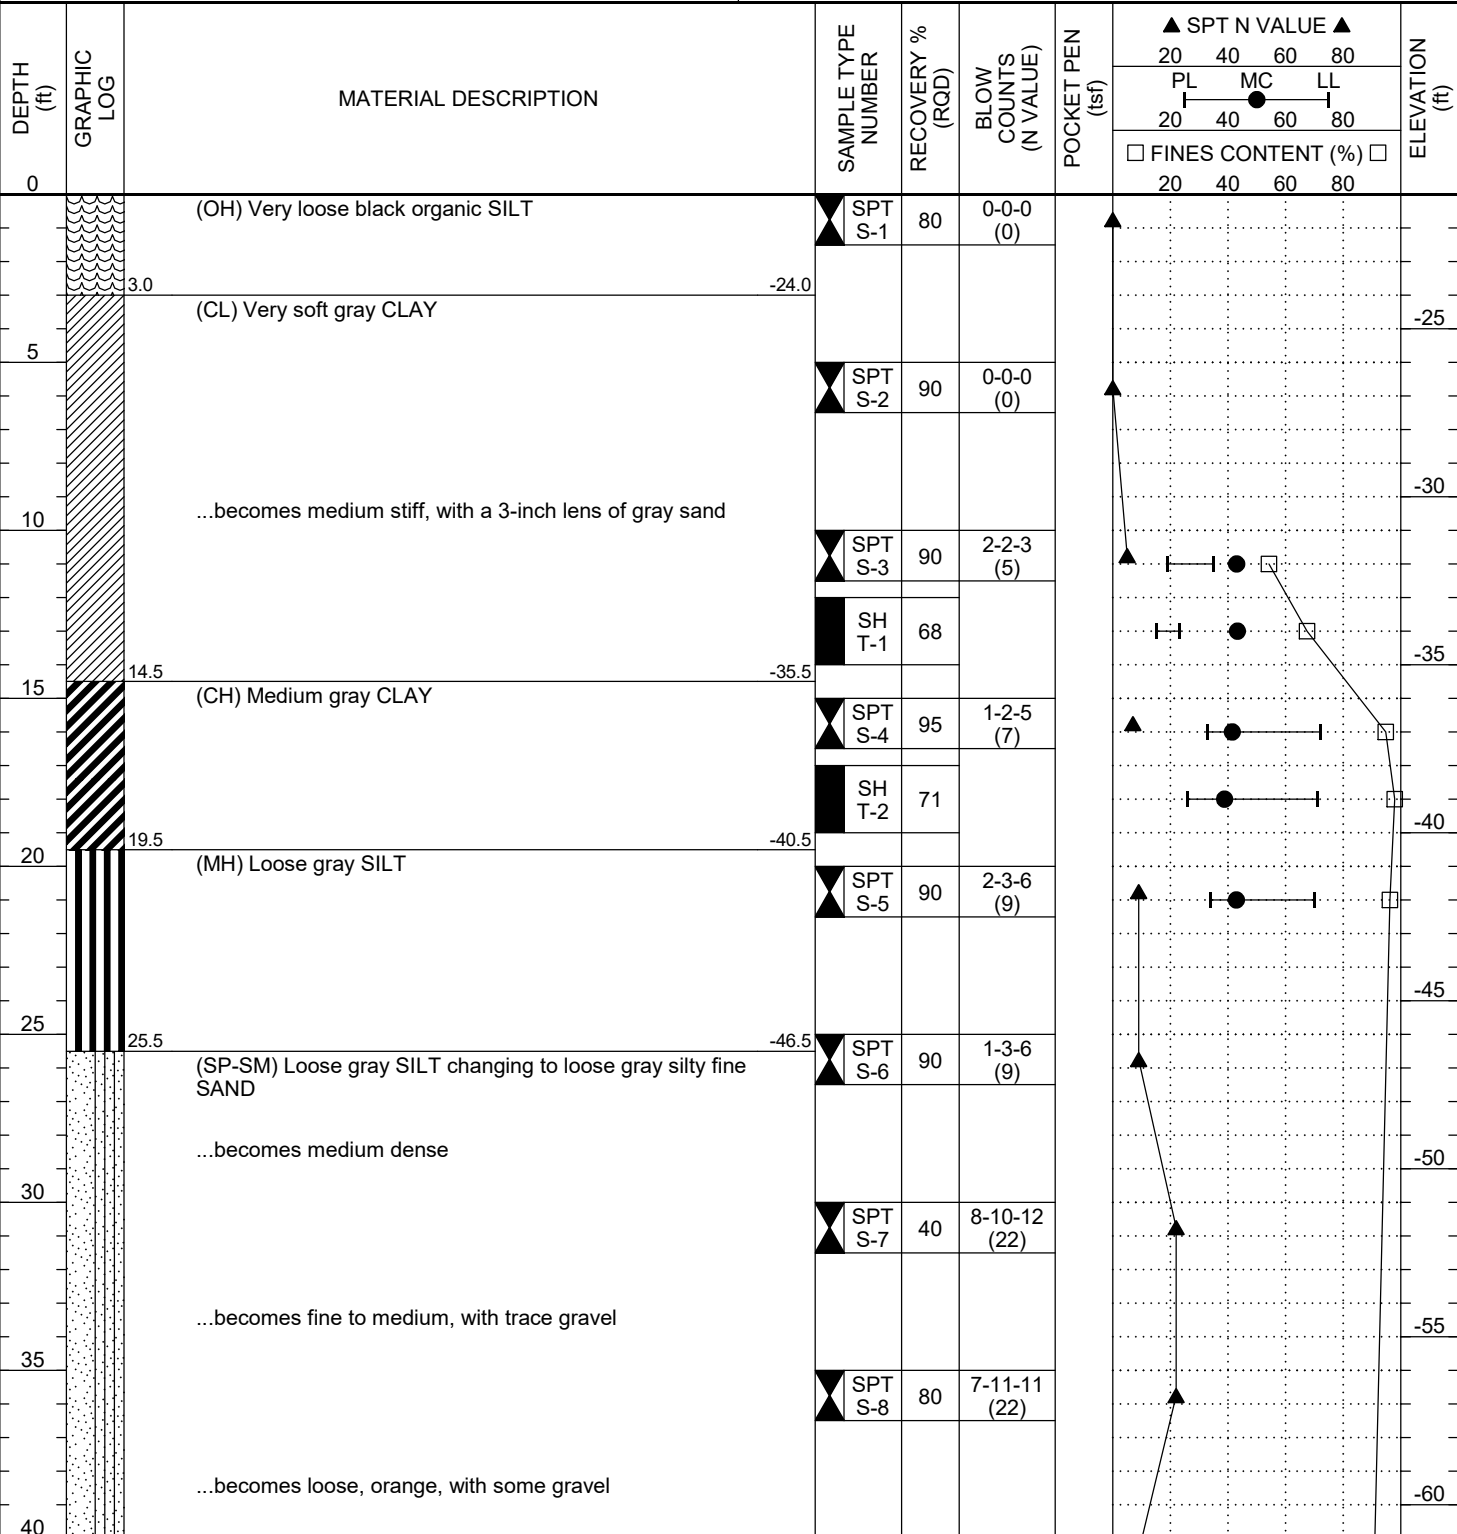 DEPTH
(ft)
GRAPHIC
LOG
MATERIAL DESCRIPTION
SAMPLE TYPE
NUMBER
RECOVERY %
(RQD)
BLOW
COUNTS
(N VALUE)
POCKET PEN
(tsf)
▲ SPT N VALUE ▲
20 40 60 80
PL MC LL
20 40 60 80
□ FINES CONTENT (%) □
20 40 60 80
ELEVATION
(ft)
0
(OH) Very loose black organic SILT
SPT
S-1
80
0-0-0
(0)
3.0
-24.0
(CL) Very soft gray CLAY
-25
5
SPT
S-2
90
0-0-0
(0)
-30
...becomes medium stiff, with a 3-inch lens of gray sand
10
SPT
S-3
90
2-2-3
(5)
SH
T-1
68
-35
14.5
-35.5
15
(CH) Medium gray CLAY
SPT
S-4
95
1-2-5
(7)
SH
T-2
71
-40
19.5
-40.5
20
(MH) Loose gray SILT
SPT
S-5
90
2-3-6
(9)
-45
25
25.5
-46.5
SPT
S-6
90
1-3-6
(9)
(SP-SM) Loose gray SILT changing to loose gray silty fine
SAND
...becomes medium dense
-50
30
SPT
S-7
40
8-10-12
(22)
...becomes fine to medium, with trace gravel
-55
35
SPT
S-8
80
7-11-11
(22)
...becomes loose, orange, with some gravel
-60
40